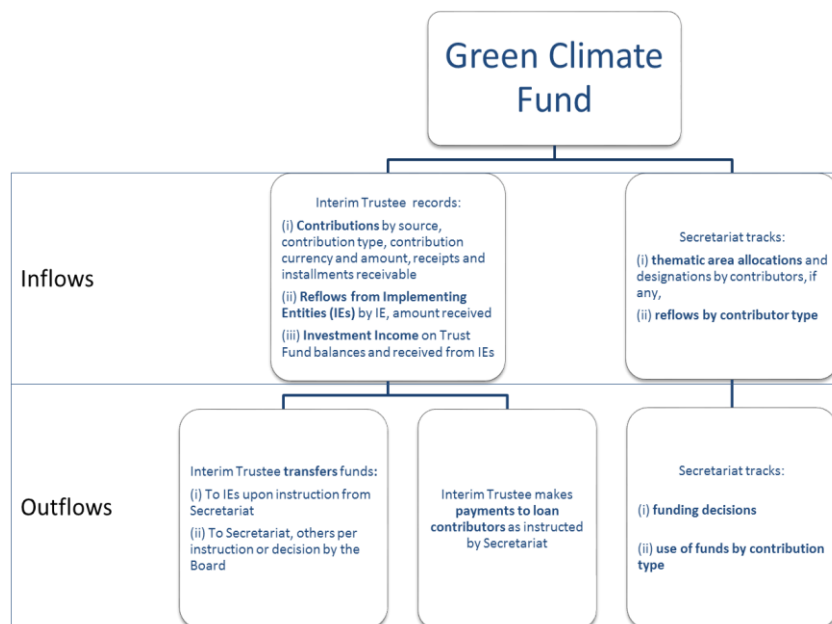 Green Climate
Fund
Inflows
Interim Trustee records:
(i) Contributions by source,
contribution type, contribution
currency and amount, receipts and
installments receivable
(ii) Reflows from Implementing
Entities (IEs) by IE, amount received
(iii) Investment Income on Trust
Fund balances and received from IEs
Secretariat tracks:
(i) thematic area allocations and
designations by contributors, if
any,
(ii) reflows by contributor type
Outflows
Interim Trustee transfers funds:
(i) To IEs upon instruction from
Secretariat
(ii) To Secretariat, others per
instruction or decision by the
Board
Interim Trustee makes
payments to loan
contributors as instructed
by Secretariat
Secretariat tracks:
(i) funding decisions
(ii) use of funds by contribution
type